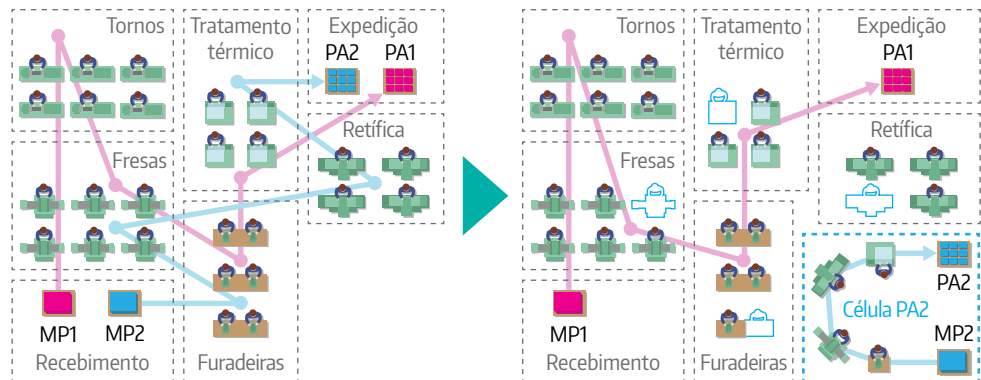 Tornos
Tratamento
térmico
Expedição
PA2
PA1
Retífica
Fresas
MP1
MP2
Recebimento
Furadeiras
Tornos
Tratamento
térmico
Expedição
PA1
Retífica
Fresas
PA2
Célula PA2
MP2
MP1
Recebimento
Furadeiras